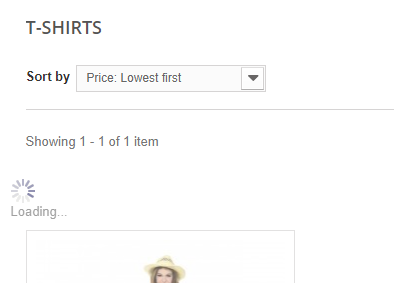 T-SHIRTS
Sort by Price: Lowest first
Showing 1 - 1 of 1 item
Loading...